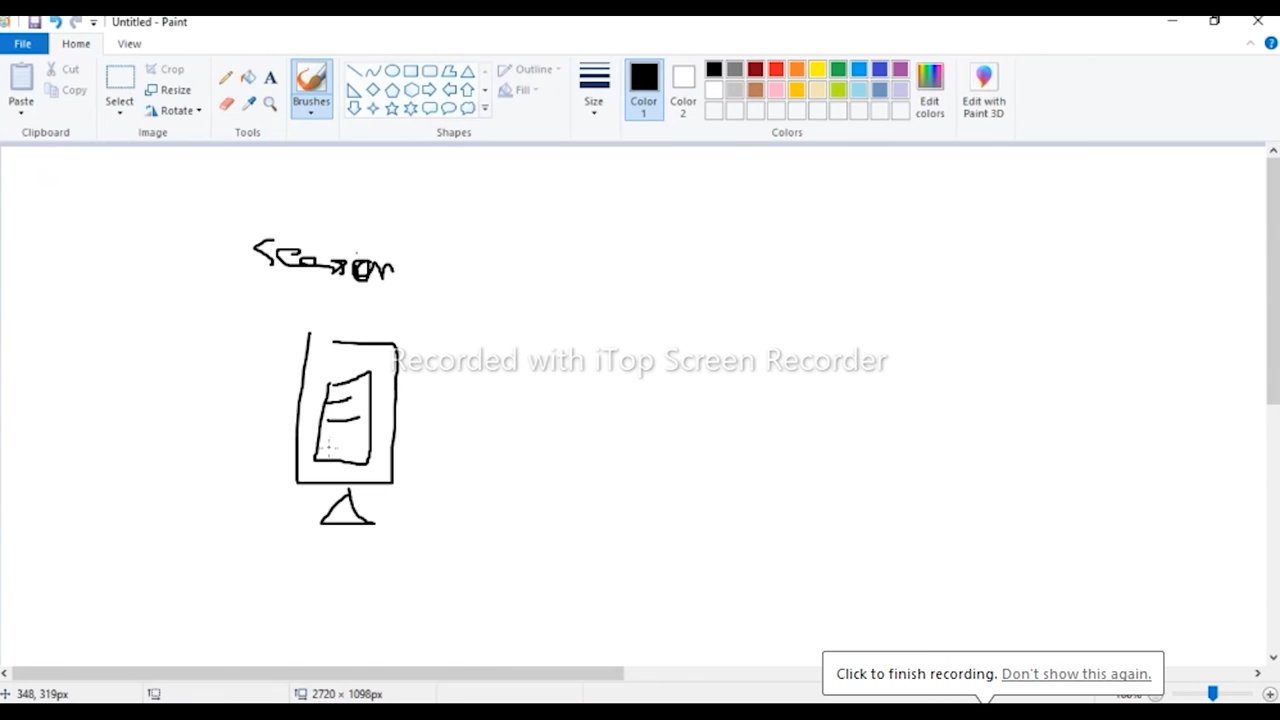 Untitled - Paint
File
Home
View
Paste
Cut
Copy
Clipboard
Select
Crop
Resize
Rotate
Image
Tools
Brushes
Shapes
Outline
Fill
Size
Color
1
Color
2
Colors
Edit
colors
Edit with
Paint 3D
Recorded with iTop Screen Recorder
Click to finish recording. Don't show this again.
348, 319px
2720 × 1098px